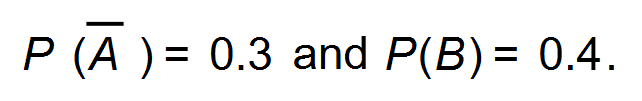 P (A̅ ) = 0.3 and P(B) = 0.4.